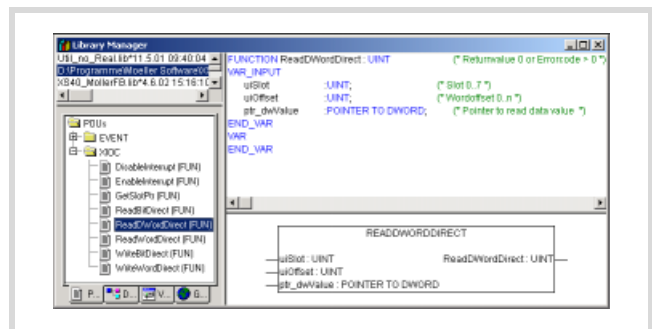 Library Manager
Util_no_Real.lib*11.5.01 09:40:04
D:\Programme\Moeller Software\XS
XS40_MollerFB.lib*4.6.02 15:16:10
POUs
EVENT
XIOC
DisableInterrupt (FUN)
EnableInterrupt (FUN)
GetSlotPtr (FUN)
ReadBitDirect (FUN)
ReadDWordDirect (FUN)
ReadWordDirect (FUN)
WriteBitDirect (FUN)
WriteWordDirect (FUN)
P...
D...
V...
G...
FUNCTION ReadDWordDirect : UINT (* Returnvalue 0 or Errorcode > 0 *)
VAR_INPUT
uiSlot :UINT; (* Slot 0..7 *)
uiOffset :UINT; (* Wordoffset 0..n *)
ptr_dwValue :POINTER TO DWORD; (* Pointer to read data value *)
END_VAR
VAR
END_VAR
READDWORDDIRECT
uiSlot : UINT ReadDWordDirect : UINT
uiOffset : UINT
ptr_dwValue : POINTER TO DWORD